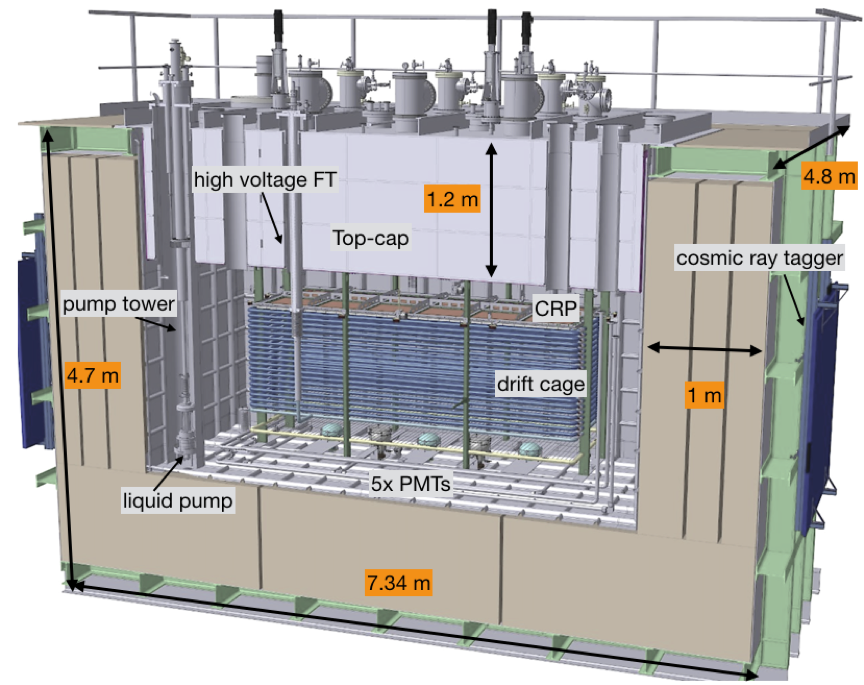 high voltage FT
1.2 m
4.8 m
Top-cap
cosmic ray tagger
pump tower
CRP
4.7 m
drift cage
1 m
5x PMTs
liquid pump
7.34 m